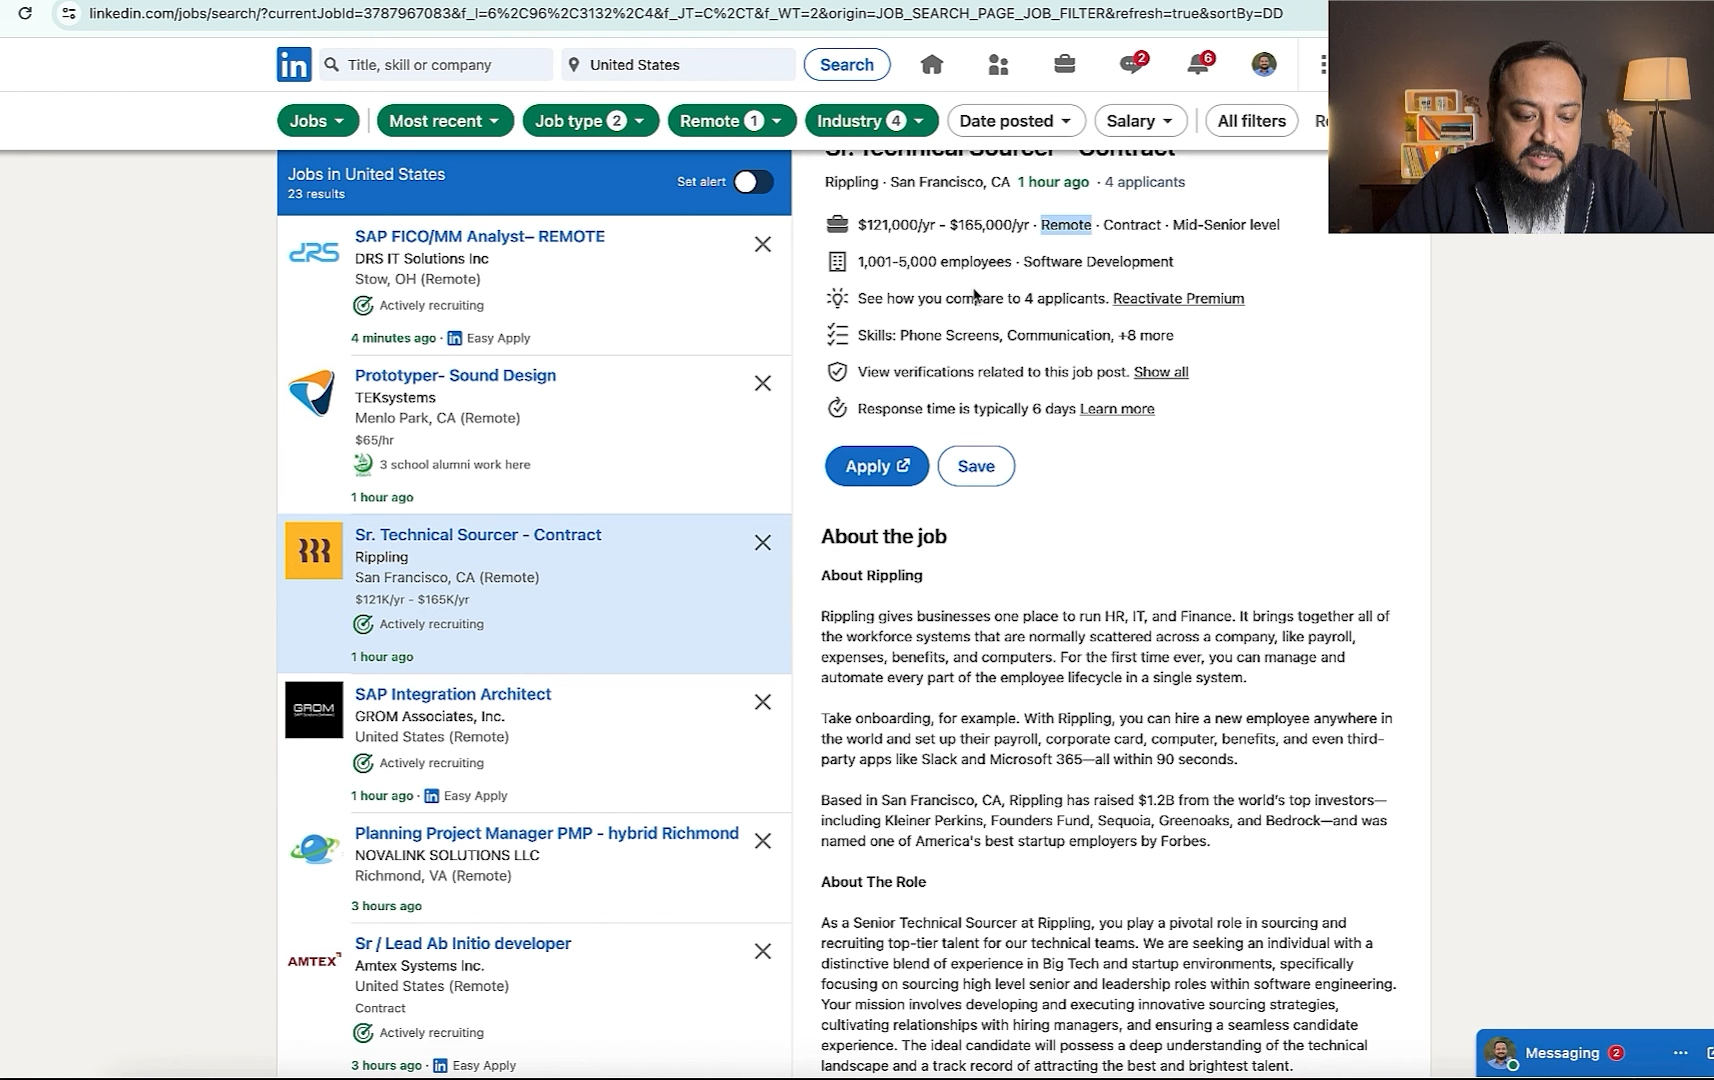 linkedin.com/jobs/search/?currentJobId=3787967083&f_I=6%2C96%2C3132%2C4&f_JT=C%2CT&f_WT=2&origin=JOB_SEARCH_PAGE_JOB_FILTER&refresh=true&sortBy=DD
in
Title, skill or company
United States
Search
2
6
Jobs
Most recent
Job type 2
Remote 1
Industry 4
Date posted
Salary
All filters
Jobs in United States
23 results
Set alert
DRS
SAP FICO/MM Analyst– REMOTE
DRS IT Solutions Inc
Stow, OH (Remote)
Actively recruiting
4 minutes ago · in Easy Apply
Prototyper- Sound Design
TEKsystems
Menlo Park, CA (Remote)
$65/hr
3 school alumni work here
1 hour ago
Sr. Technical Sourcer - Contract
Rippling
San Francisco, CA (Remote)
$121K/yr - $165K/yr
Actively recruiting
1 hour ago
GROM
SAP Integration Architect
GROM Associates, Inc.
United States (Remote)
Actively recruiting
1 hour ago · in Easy Apply
Planning Project Manager PMP - hybrid Richmond
NOVALINK SOLUTIONS LLC
Richmond, VA (Remote)
3 hours ago
AMTEX
Sr / Lead Ab Initio developer
Amtex Systems Inc.
United States (Remote)
Contract
Actively recruiting
3 hours ago · in Easy Apply
Sr. Technical Sourcer - Contract
Rippling · San Francisco, CA 1 hour ago · 4 applicants
$121,000/yr - $165,000/yr · Remote · Contract · Mid-Senior level
1,001-5,000 employees · Software Development
See how you compare to 4 applicants. Reactivate Premium
Skills: Phone Screens, Communication, +8 more
View verifications related to this job post. Show all
Response time is typically 6 days Learn more
Apply
Save
About the job
About Rippling
Rippling gives businesses one place to run HR, IT, and Finance. It brings together all of
the workforce systems that are normally scattered across a company, like payroll,
expenses, benefits, and computers. For the first time ever, you can manage and
automate every part of the employee lifecycle in a single system.
Take onboarding, for example. With Rippling, you can hire a new employee anywhere in
the world and set up their payroll, corporate card, computer, benefits, and even third-
party apps like Slack and Microsoft 365—all within 90 seconds.
Based in San Francisco, CA, Rippling has raised $1.2B from the world's top investors—
including Kleiner Perkins, Founders Fund, Sequoia, Greenoaks, and Bedrock—and was
named one of America's best startup employers by Forbes.
About The Role
As a Senior Technical Sourcer at Rippling, you play a pivotal role in sourcing and
recruiting top-tier talent for our technical teams. We are seeking an individual with a
distinctive blend of experience in Big Tech and startup environments, specifically
focusing on sourcing high level senior and leadership roles within software engineering.
Your mission involves developing and executing innovative sourcing strategies,
cultivating relationships with hiring managers, and ensuring a seamless candidate
experience. The ideal candidate will possess a deep understanding of the technical
landscape and a track record of attracting the best and brightest talent.
Messaging 2